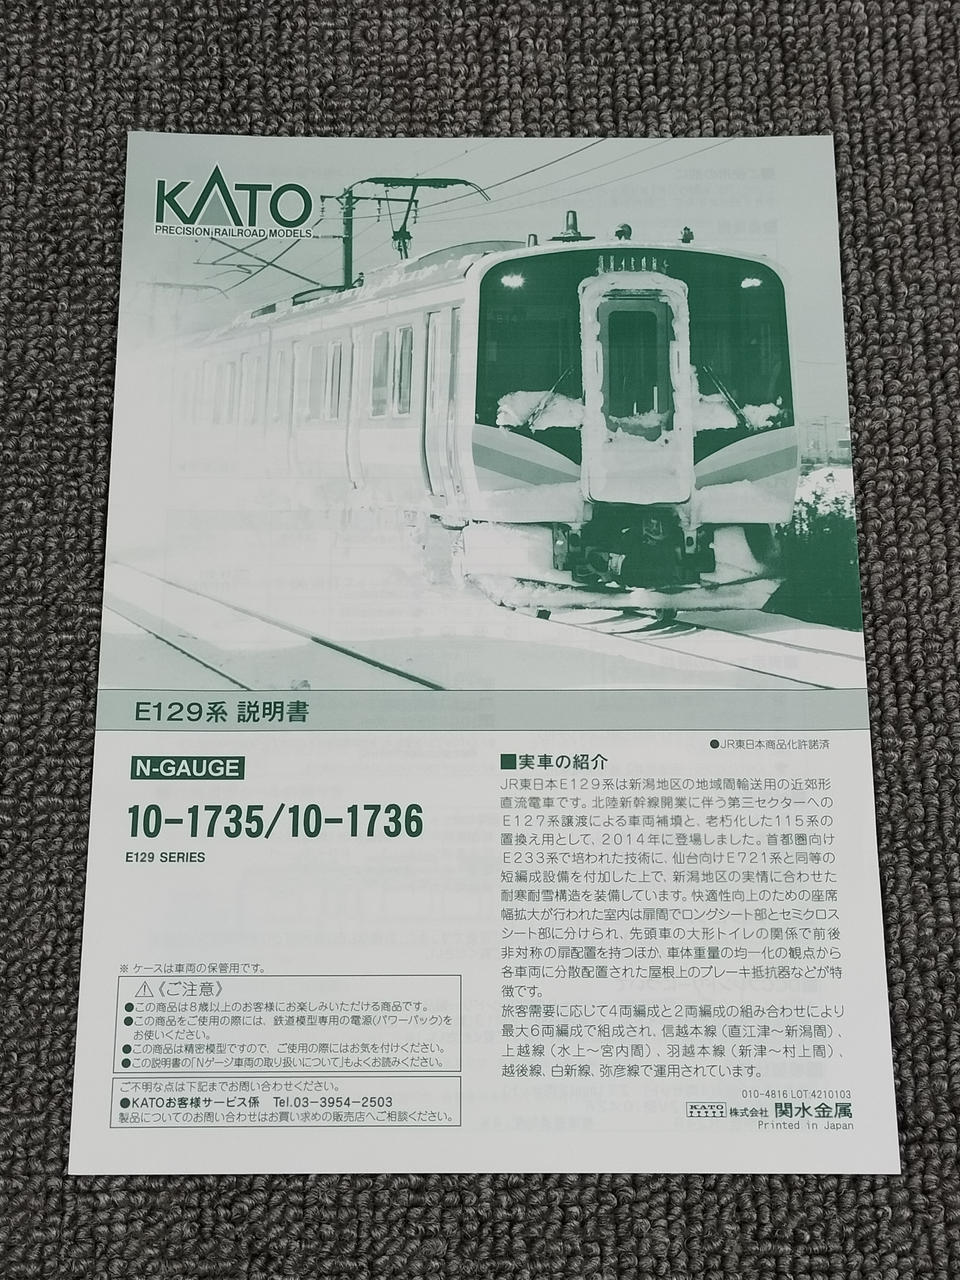 KATO
PRECISION RAILROAD MODELS
E129系 説明書
●JR東日本商品化許諾済
N-GAUGE
10-1735/10-1736
E129 SERIES
※ ケースは車両の保管用です。
⚠《ご注意》
●この商品は8歳以上のお客様にお楽しみいただける商品です。
●この商品をご使用の際には、鉄道模型専用の電源(パワーパック)を
お使いください。
●この商品は精密模型ですので、ご使用の際にはお気を付けください。
●この説明書の「Nゲージ車両の取り扱いについて」もよくお読みください。
ご不明な点は下記までお問い合わせください。
●KATOお客様サービス係 Tel.03-3954-2503
製品についてのお問い合わせはお買い求めの販売店へご相談ください。
■実車の紹介
JR東日本E129系は新潟地区の地域間輸送用の近郊形
直流電車です。北陸新幹線開業に伴う第三セクターへの
E127系譲渡による車両補填と、老朽化した115系の
置換え用として、2014年に登場しました。首都圏向け
E233系で培われた技術に、仙台向けE721系と同等の
短編成設備を付加した上で、新潟地区の実情に合わせた
耐寒耐雪構造を装備しています。快適性向上のための座席
幅拡大が行われた室内は扉間でロングシート部とセミクロス
シート部に分けられ、先頭車の大形トイレの関係で前後
非対称の扉配置を持つほか、車体重量の均一化の観点から
各車両に分散配置された屋根上のブレーキ抵抗器などが特
徴です。
旅客需要に応じて4両編成と2両編成の組み合わせにより
最大6両編成で組成され、信越本線（直江津～新潟間）、
上越線（水上～宮内間）、羽越本線（新津～村上間）、
越後線、白新線、弥彦線で運用されています。
010-4816 LOT:4210103
KATO 株式会社 関水金属
Printed in Japan